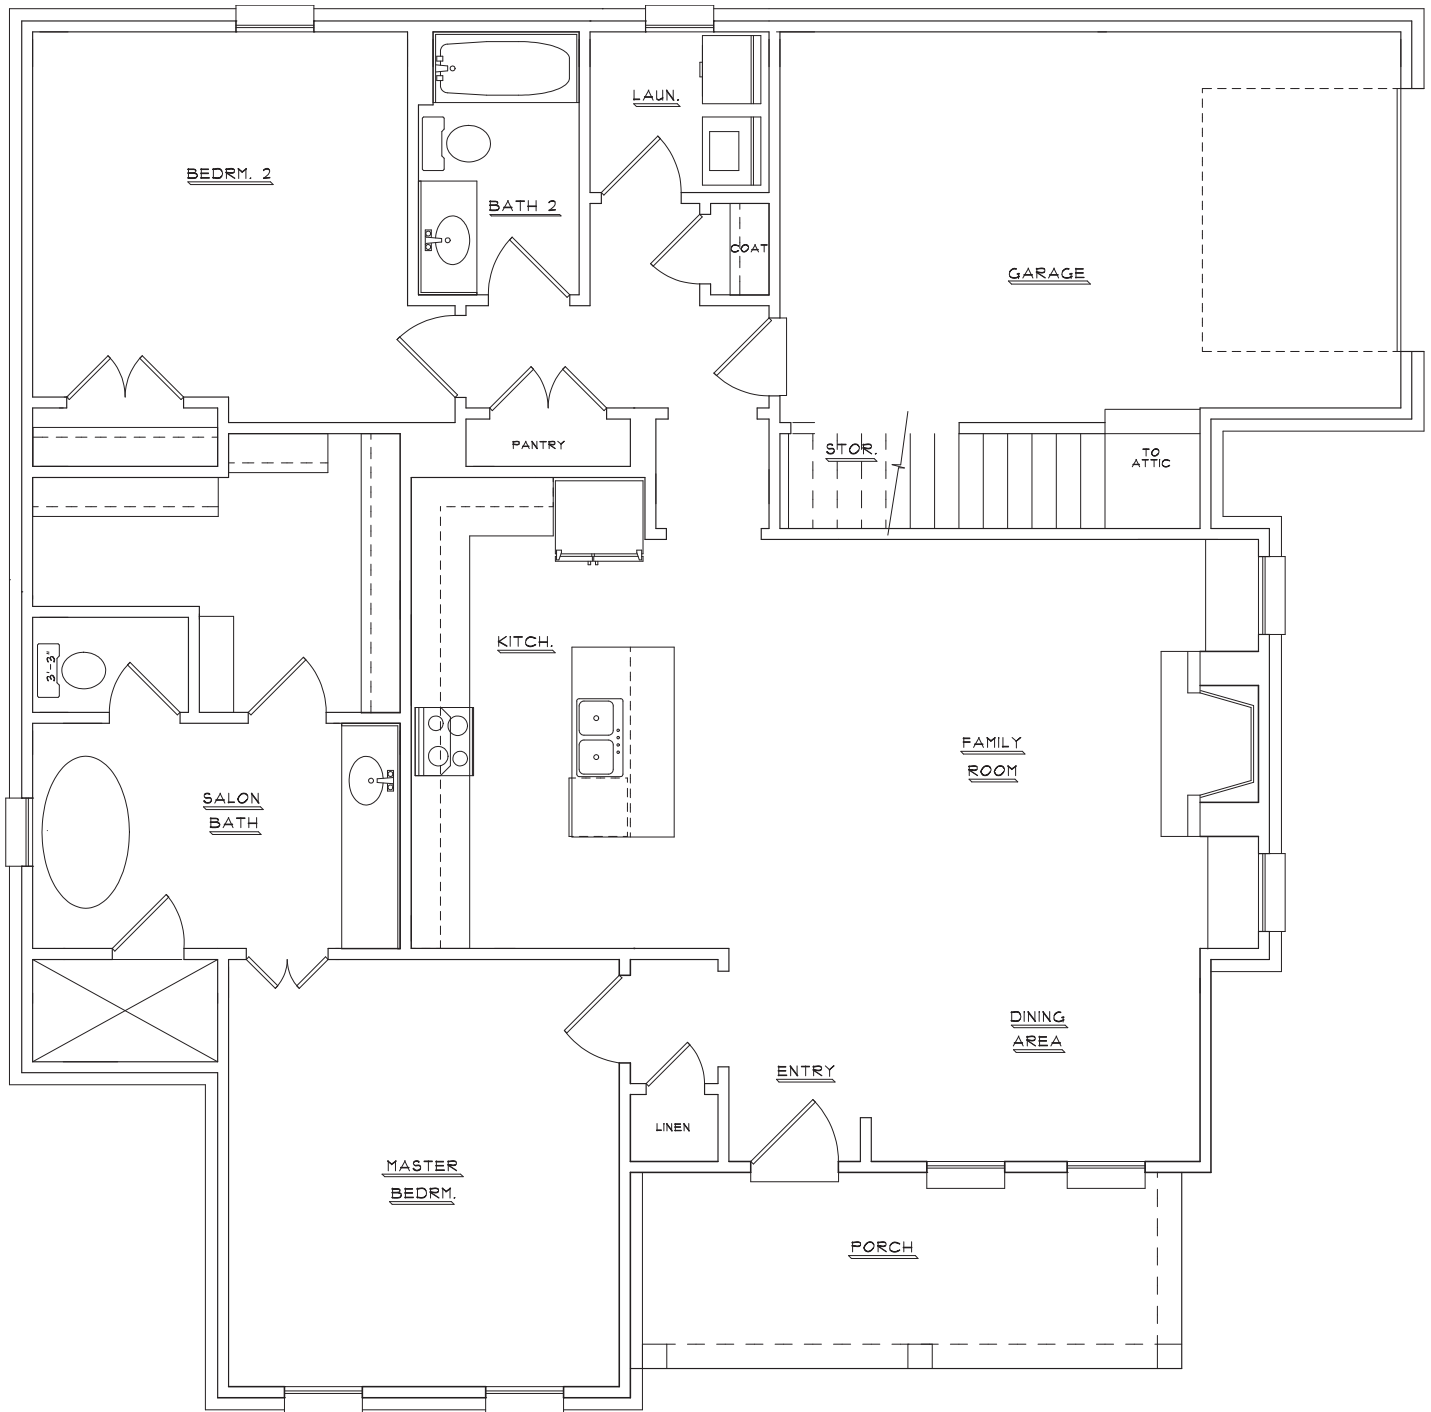 LAUN.
BEDRM. 2
BATH 2
COAT
GARAGE
PANTRY
STOR.
TO
ATTIC
KITCH.
3'-3"
FAMILY
ROOM
SALON
BATH
DINING
AREA
ENTRY
LINEN
MASTER
BEDRM.
PORCH